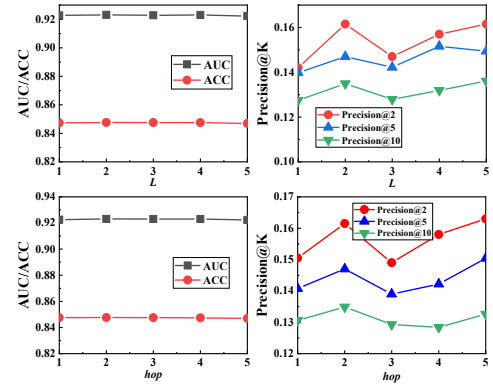 AUC/ACC
0.92
0.90
0.88
0.86
0.84
0.82
AUC
ACC
1 2 3 4 5
L
Precision@K
0.16
0.14
0.12
0.10
Precision@2
Precision@5
Precision@10
1 2 3 4 5
L
AUC/ACC
0.94
0.92
0.90
0.88
0.86
0.84
0.82
AUC
ACC
1 2 3 4 5
hop
Precision@K
0.17
0.16
0.15
0.14
0.13
0.12
Precision@2
Precision@5
Precision@10
1 2 3 4 5
hop